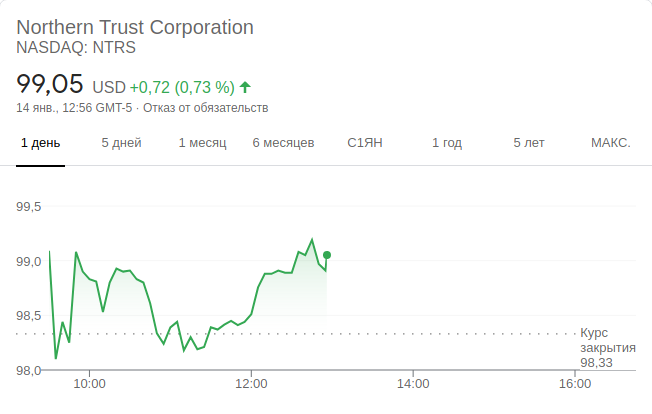 Northern Trust Corporation
NASDAQ: NTRS
99,05 USD +0,72 (0,73 %)
14 янв., 12:56 GMT-5 · Отказ от обязательств
1 день 5 дней 1 месяц 6 месяцев С1ЯН 1 год 5 лет МАКС.
99,5
99,0
98,5
Курс
закрытия
98,33
98,0
10:00 12:00 14:00 16:00